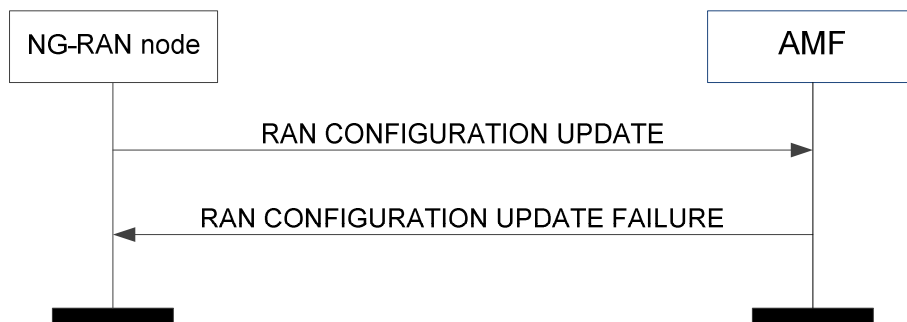 NG-RAN node
AMF
RAN CONFIGURATION UPDATE
RAN CONFIGURATION UPDATE FAILURE